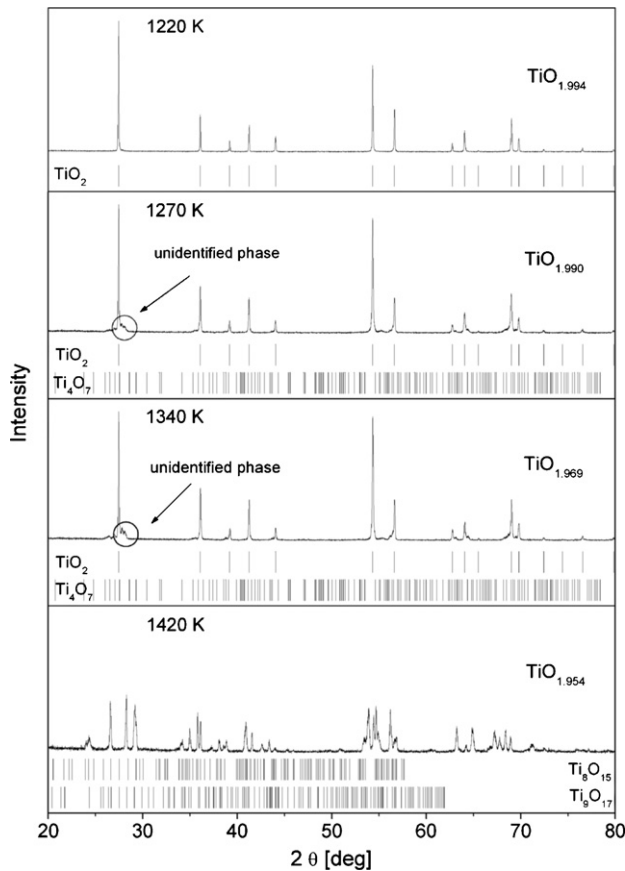 1220 K
TiO1.994
TiO2
1270 K
unidentified phase
TiO1.990
TiO2
Ti4O7
1340 K
unidentified phase
TiO1.969
TiO2
Ti4O7
1420 K
TiO1.954
Ti8O15
Ti9O17
Intensity
20 30 40 50 60 70 80
2 θ [deg]